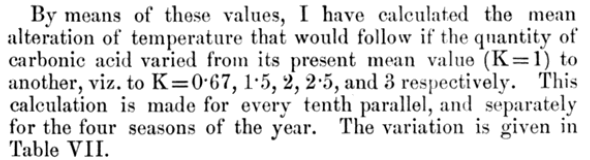 By means of these values, I have calculated the mean
alteration of temperature that would follow if the quantity of
carbonic acid varied from its present mean value (K=1) to
another, viz. to K=0·67, 1·5, 2, 2·5, and 3 respectively. This
calculation is made for every tenth parallel, and separately
for the four seasons of the year. The variation is given in
Table VII.